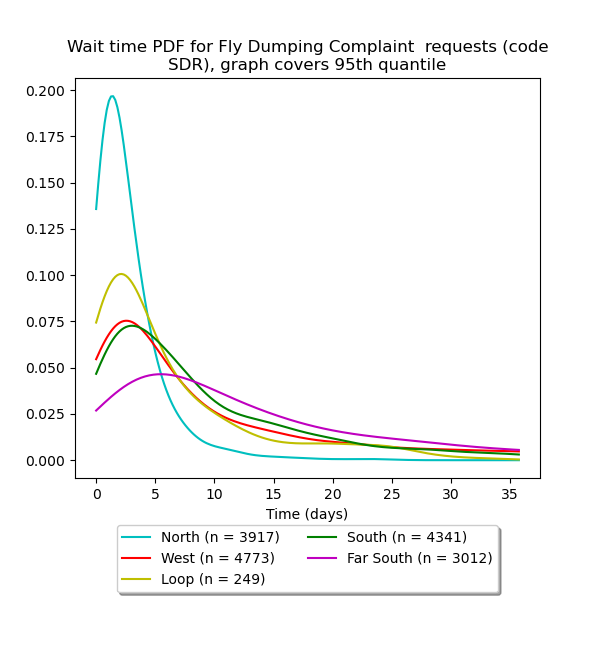 Wait time PDF for Fly Dumping Complaint  requests (code
SDR), graph covers 95th quantile
0.200
0.175
0.150
0.125
0.100
0.075
0.050
0.025
0.000
0 5 10 15 20 25 30 35
Time (days)
North (n = 3917)
West (n = 4773)
Loop (n = 249)
South (n = 4341)
Far South (n = 3012)